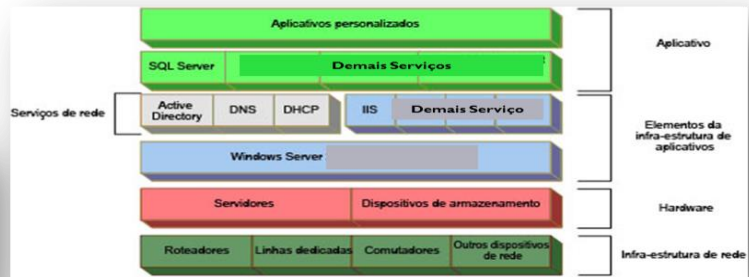 Aplicativos personalizados
Aplicativo
SQL Server
Demais Serviços
Serviços de rede
Active Directory
DNS
DHCP
IIS
Demais Serviço
Elementos da
infra-estrutura de
aplicativos
Windows Server
Servidores
Dispositivos de armazenamento
Hardware
Roteadores
Linhas dedicadas
Comutadores
Outros dispositivos
de rede
Infra-estrutura de rede